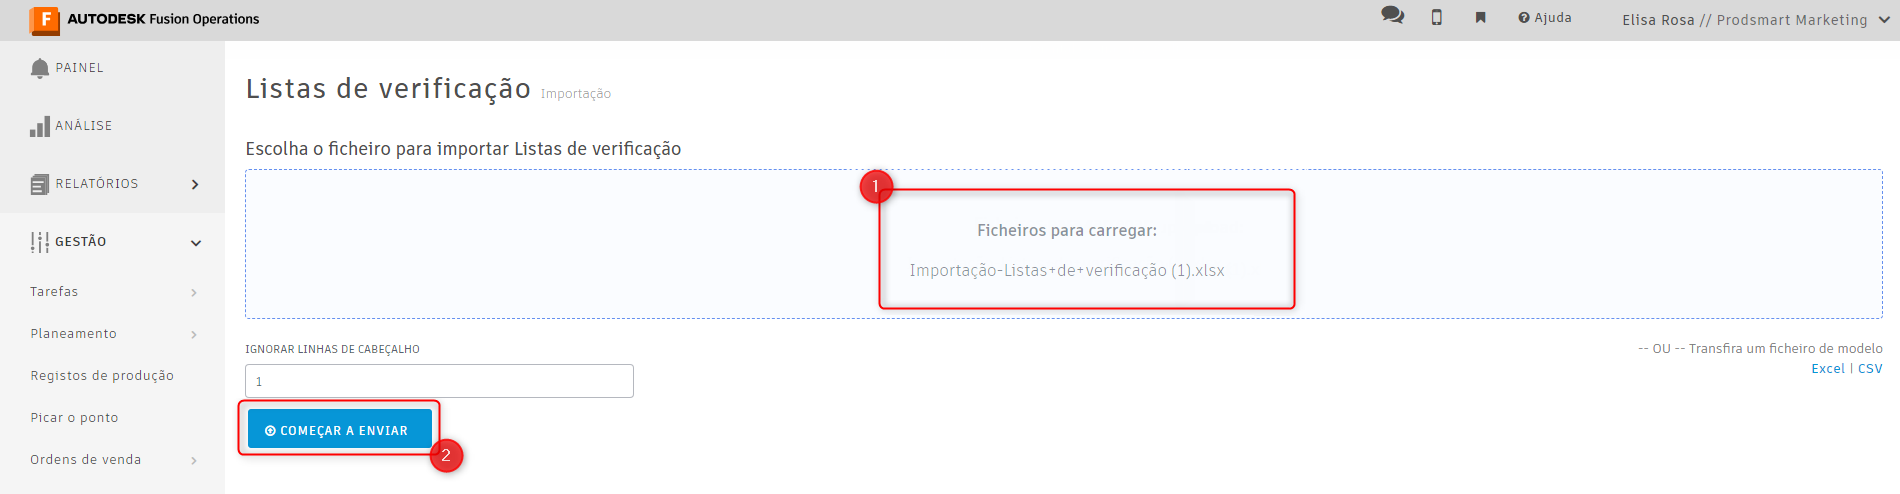 F AUTODESK Fusion Operations
Ajuda
Elisa Rosa // Prodsmart Marketing
PAINEL
ANÁLISE
RELATÓRIOS
GESTÃO
Tarefas
Planeamento
Registos de produção
Picar o ponto
Ordens de venda
Listas de verificação Importação
Escolha o ficheiro para importar Listas de verificação
1
Ficheiros para carregar:
Importação-Listas+de+verificação (1).xlsx
IGNORAR LINHAS DE CABEÇALHO
1
-- OU -- Transfira um ficheiro de modelo
Excel | CSV
COMEÇAR A ENVIAR
2